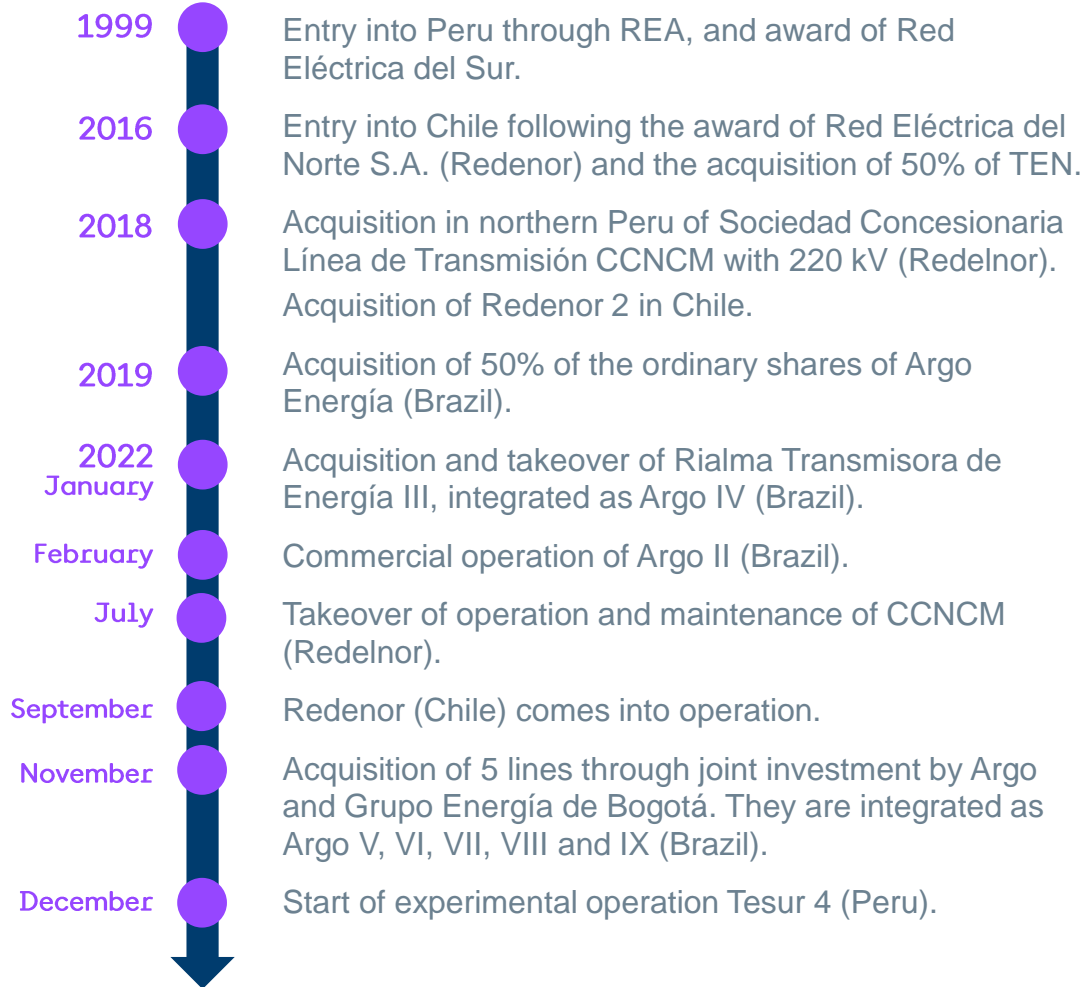 1999
Entry into Peru through REA, and award of Red
Eléctrica del Sur.
2016
Entry into Chile following the award of Red Eléctrica del
Norte S.A. (Redenor) and the acquisition of 50% of TEN.
2018
Acquisition in northern Peru of Sociedad Concesionaria
Línea de Transmisión CCNCM with 220 kV (Redelnor).
Acquisition of Redenor 2 in Chile.
2019
Acquisition of 50% of the ordinary shares of Argo
Energía (Brazil).
2022
January
Acquisition and takeover of Rialma Transmisora de
Energía III, integrated as Argo IV (Brazil).
February
Commercial operation of Argo II (Brazil).
July
Takeover of operation and maintenance of CCNCM
(Redelnor).
September
Redenor (Chile) comes into operation.
November
Acquisition of 5 lines through joint investment by Argo
and Grupo Energía de Bogotá. They are integrated as
Argo V, VI, VII, VIII and IX (Brazil).
December
Start of experimental operation Tesur 4 (Peru).